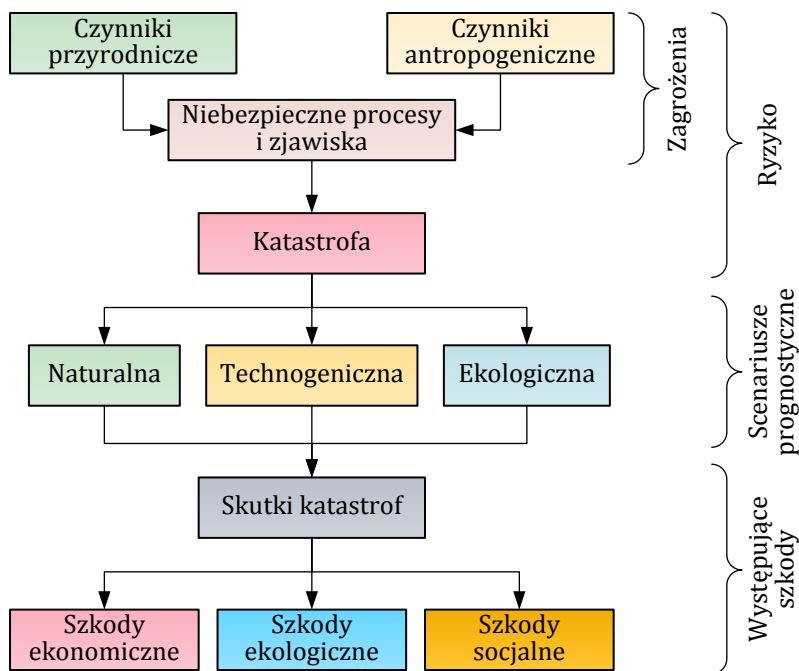 Czynniki
przyrodnicze
Czynniki
antropogeniczne
Niebezpieczne procesy
i zjawiska
Zagrożenia
Katastrofa
Ryzyko
Naturalna
Technogeniczna
Ekologiczna
Scenariusze
prognostyczne
Skutki katastrof
Szkody
ekonomiczne
Szkody
ekologiczne
Szkody
socjalne
Występujące
szkody